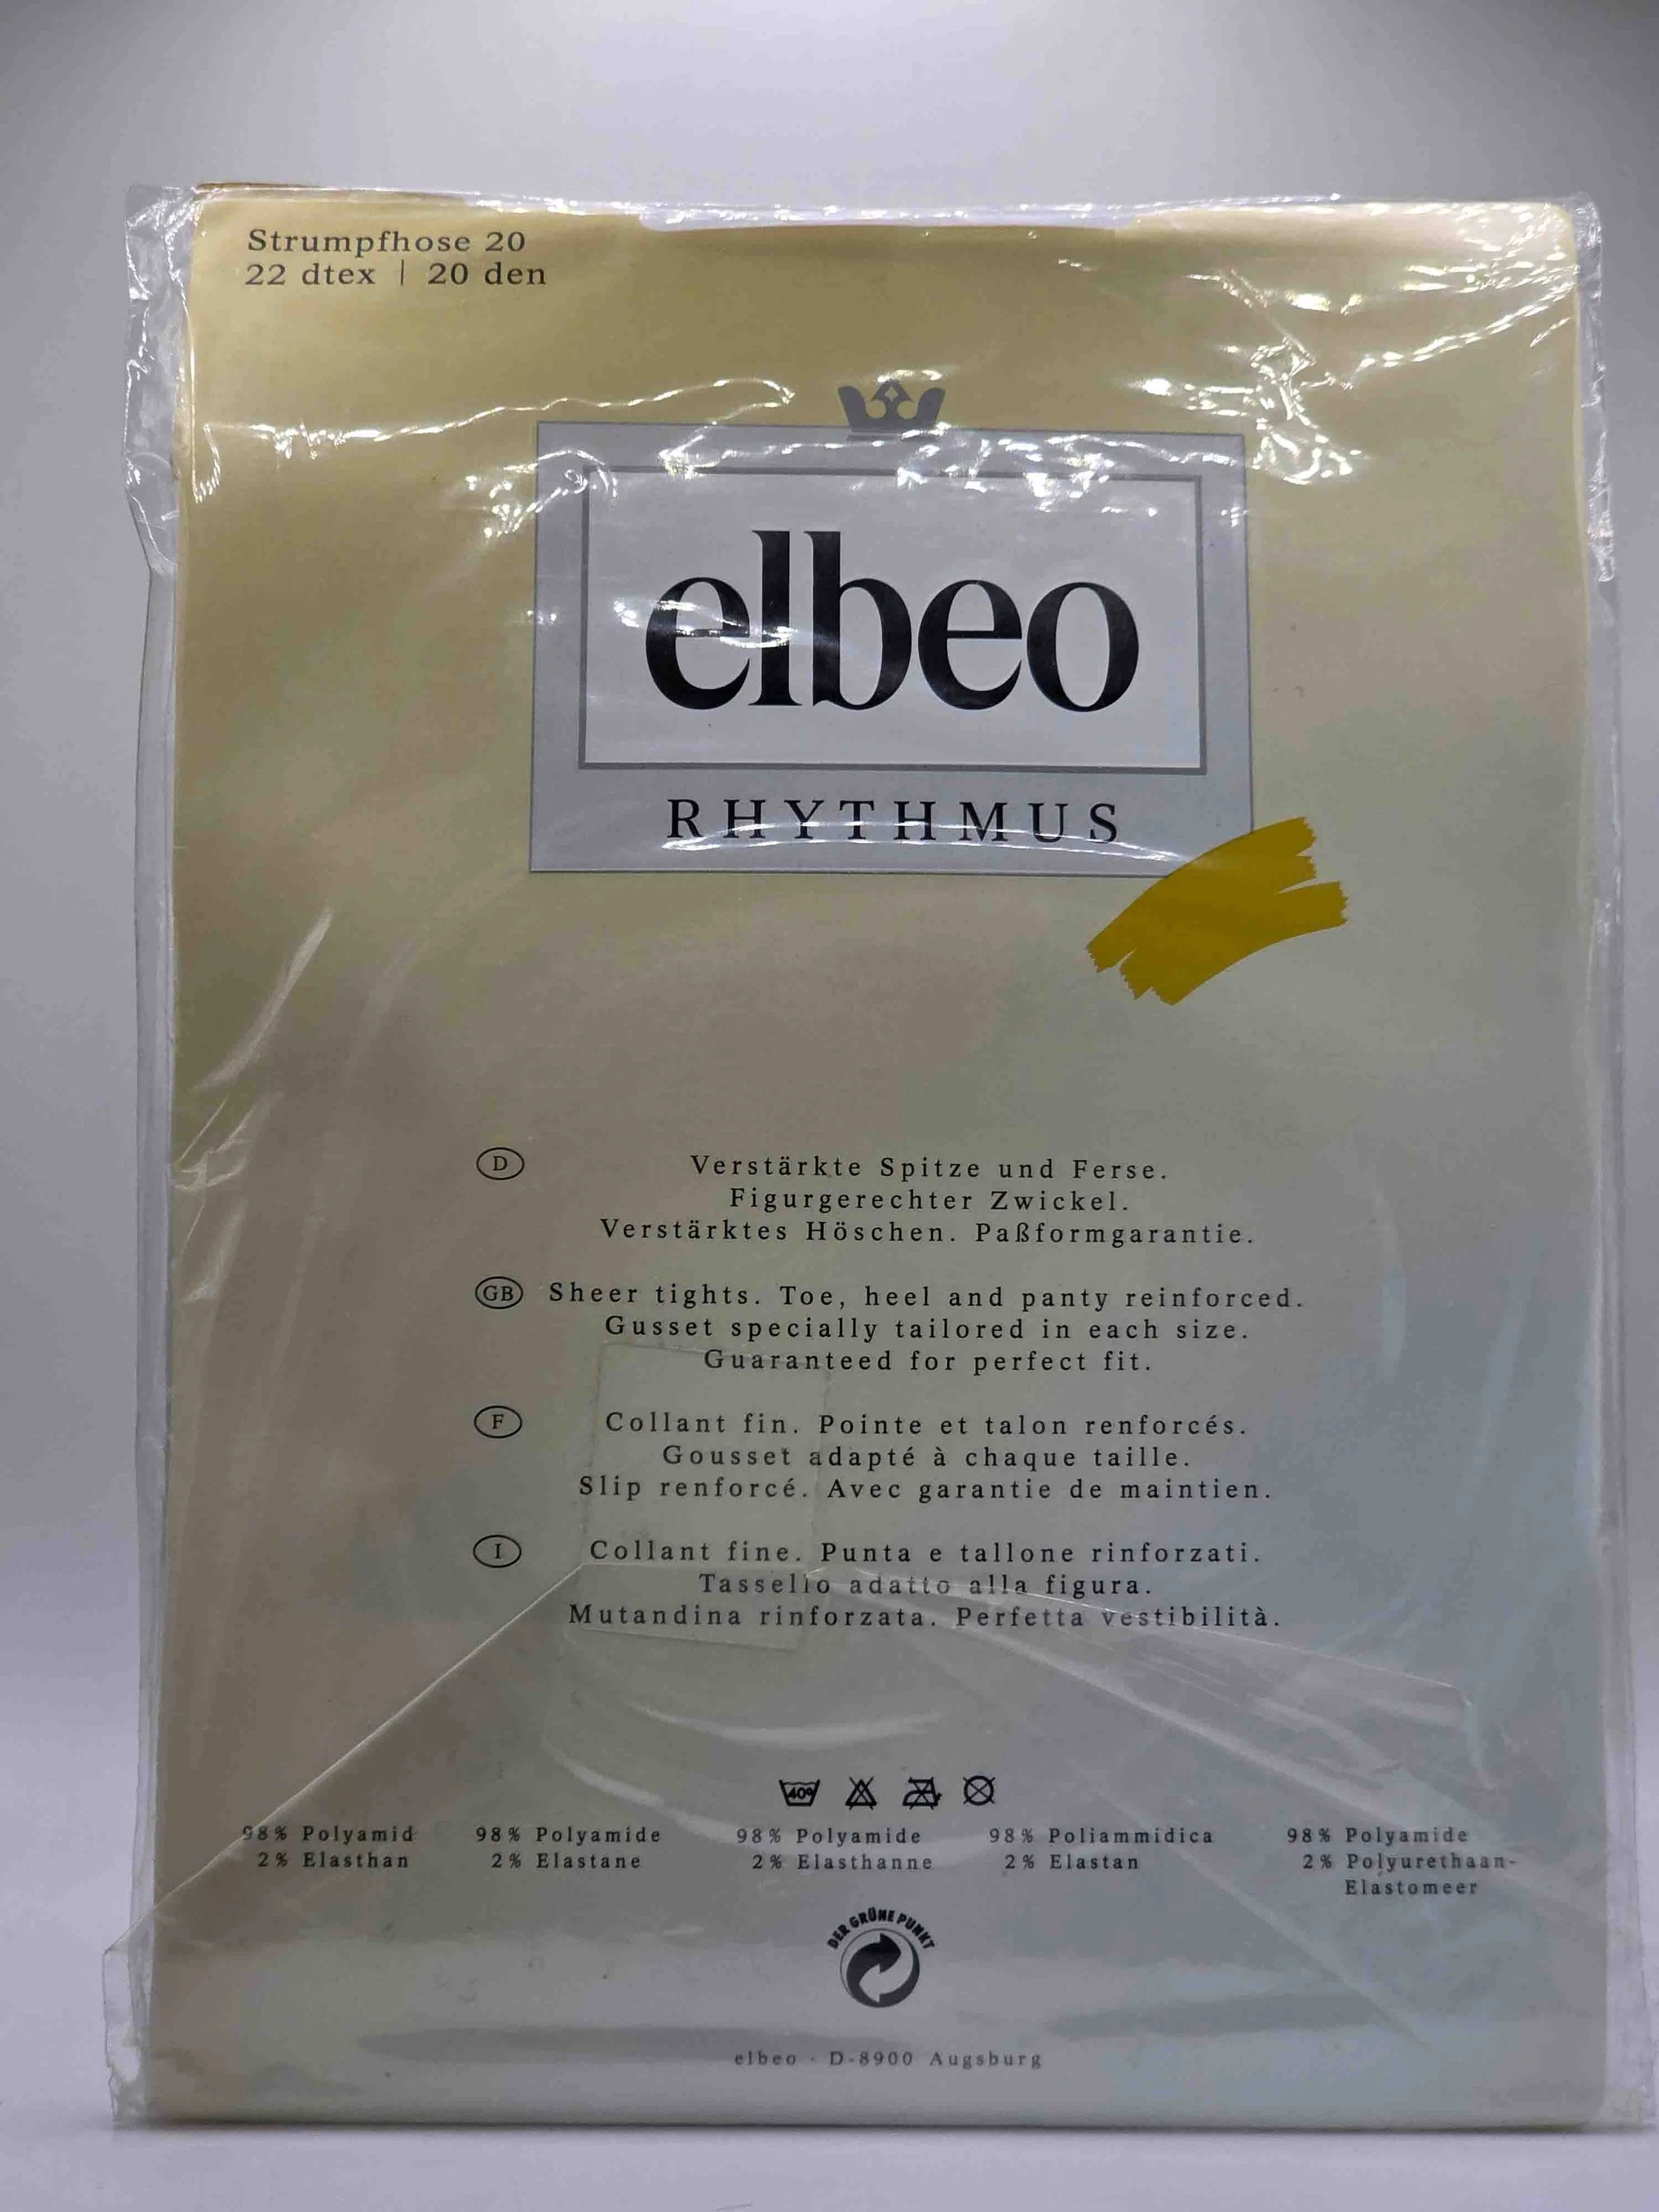 Strumpfhose 20
22 dtex | 20 den
elbeo
RHYTHMUS
D
Verstärkte Spitze und Ferse.
Figurgerechter Zwickel.
Verstärktes Höschen. Paßformgarantie.
GB
Sheer tights. Toe, heel and panty reinforced.
Gusset specially tailored in each size.
Guaranteed for perfect fit.
F
Collant fin. Pointe et talon renforcés.
Gousset adapté à chaque taille.
Slip renforcé. Avec garantie de maintien.
I
Collant fine. Punta e tallone rinforzati.
Tassello adatto alla figura.
Mutandina rinforzata. Perfetta vestibilità.
40°
98% Polyamid
2% Elasthan
98% Polyamide
2% Elastane
98% Polyamide
2% Elasthanne
98% Poliammidica
2% Elastan
98% Polyamide
2% Polyurethaan-
Elastomeer
DER GRÜNE PUNKT
elbeo · D-8900 Augsburg